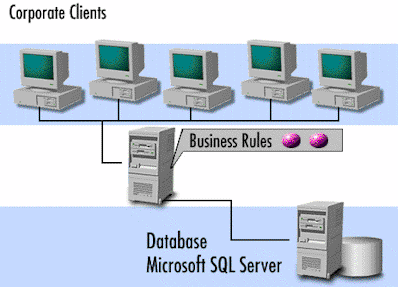 Corporate Clients
Business Rules
Database
Microsoft SQL Server